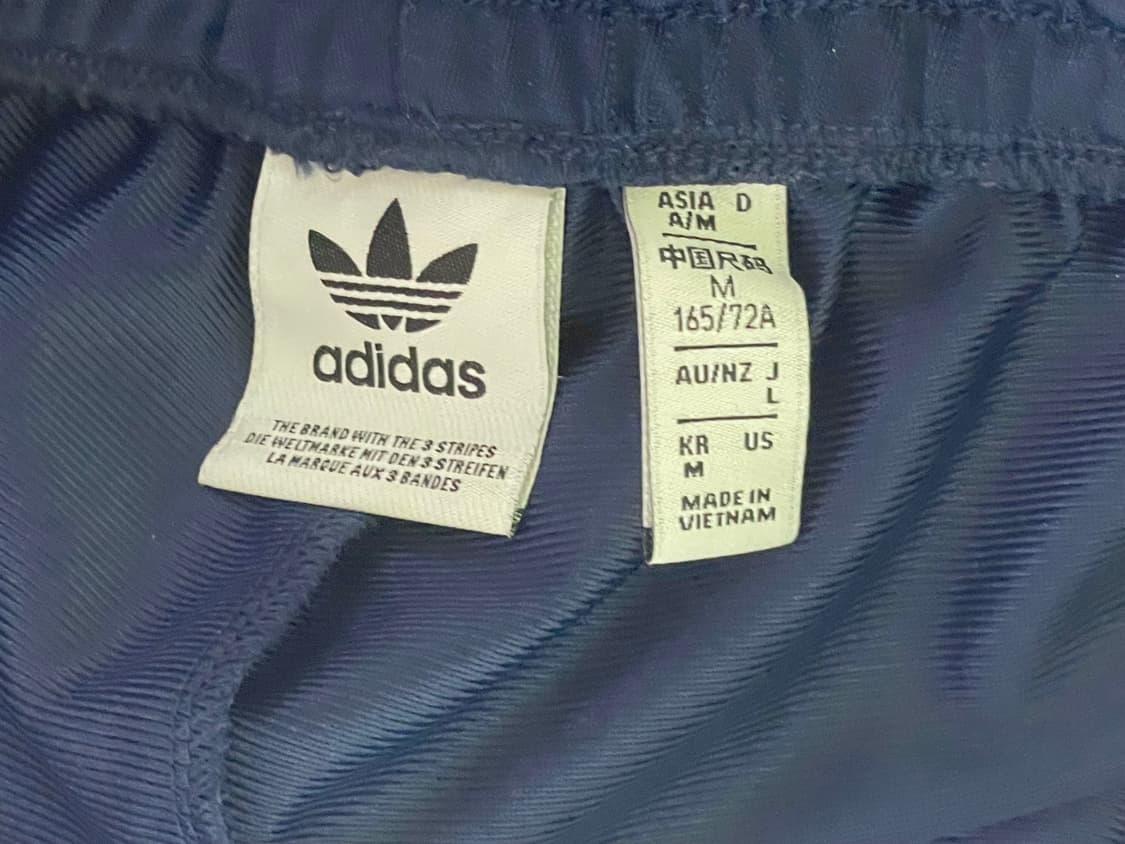 adidas
THE BRAND WITH THE 3 STRIPES
DIE WELTMARKE MIT DEN 3 STREIFEN
LA MARQUE AUX 3 BANDES
ASIA D
A/M
中国尺码
M
165/72A
AU/NZ J
L
KR US
M
MADE IN
VIETNAM